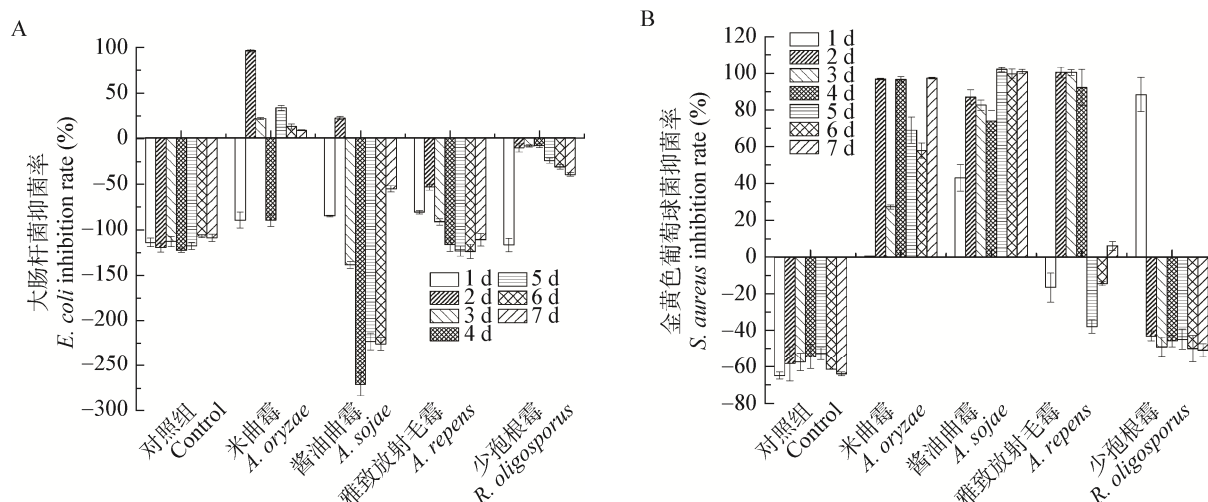 A
大肠杆菌抑菌率
E. coli inhibition rate (%)
100
50
0
−50
−100
−150
−200
−250
−300
1 d
2 d
3 d
4 d
5 d
6 d
7 d
对照组
Control
米曲霉
A. oryzae
酱油曲霉
A. sojae
雅致放射毛霉
A. repens
少孢根霉
R. oligosporus
B
金黄色葡萄球菌抑菌率
S. aureus inhibition rate (%)
120
100
80
60
40
20
0
−20
−40
−60
−80
1 d
2 d
3 d
4 d
5 d
6 d
7 d
对照组
Control
米曲霉
A. oryzae
酱油曲霉
A. sojae
雅致放射毛霉
A. repens
少孢根霉
R. oligosporus